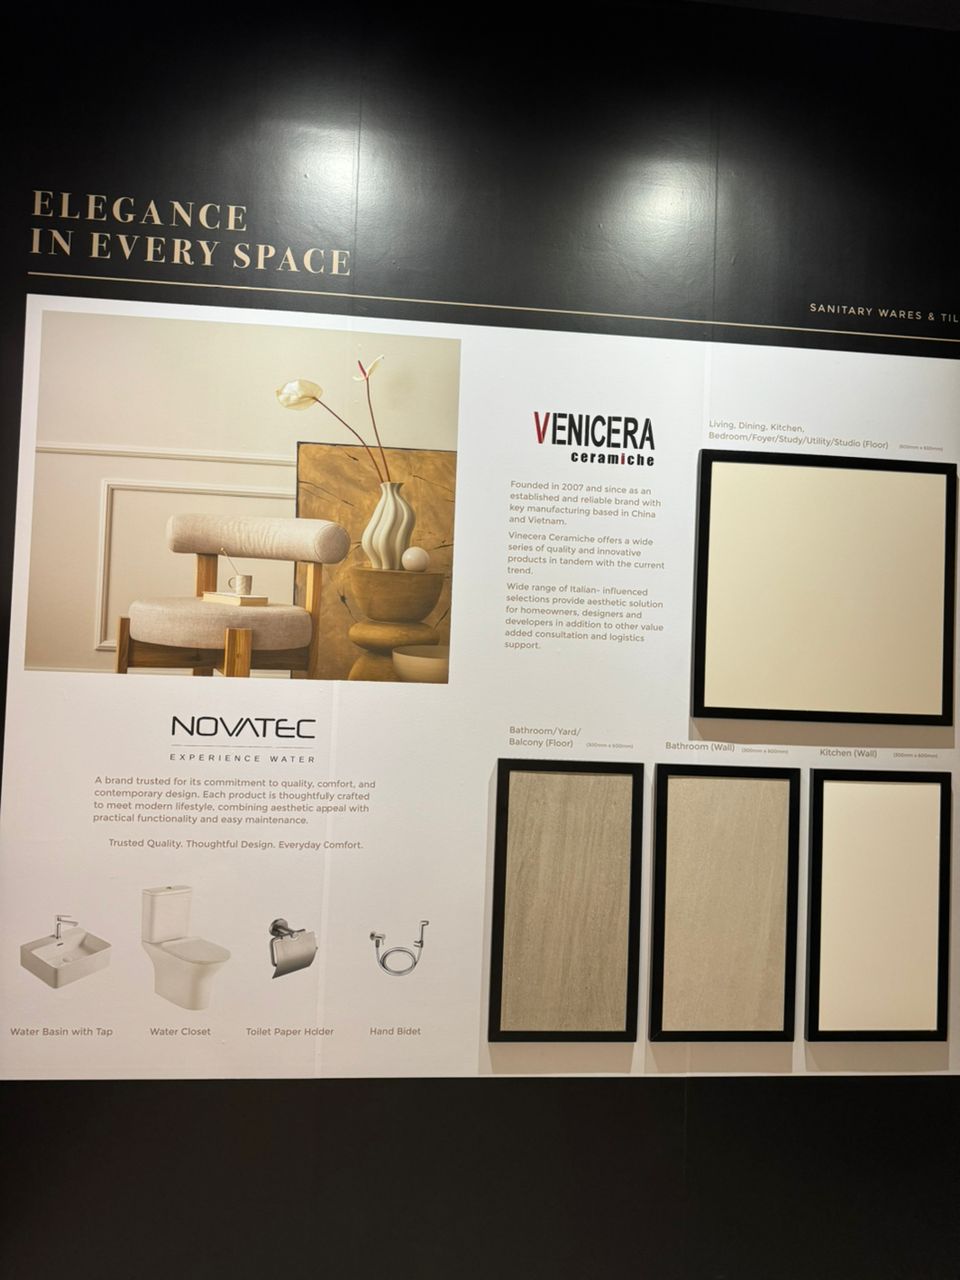 ELEGANCE
IN EVERY SPACE
SANITARY WARES & TIL
VENICERA
ceramiche
Founded in 2007 and since as an
established and reliable brand with
key manufacturing based in China
and Vietnam.
Vinecera Ceramiche offers a wide
series of quality and innovative
products in tandem with the current
trend.
Wide range of Italian- influenced
selections provide aesthetic solution
for homeowners, designers and
developers in addition to other value
added consultation and logistics
support.
Living, Dining, Kitchen,
Bedroom/Foyer/Study/Utility/Studio (Floor) (600mm x 600mm)
NOVATEC
EXPERIENCE WATER
A brand trusted for its commitment to quality, comfort, and
contemporary design. Each product is thoughtfully crafted
to meet modern lifestyle, combining aesthetic appeal with
practical functionality and easy maintenance.
Trusted Quality. Thoughtful Design. Everyday Comfort.
Water Basin with Tap
Water Closet
Toilet Paper Holder
Hand Bidet
Bathroom/Yard/
Balcony (Floor) (300mm x 600mm)
Bathroom (Wall) (300mm x 600mm)
Kitchen (Wall) (300mm x 600mm)